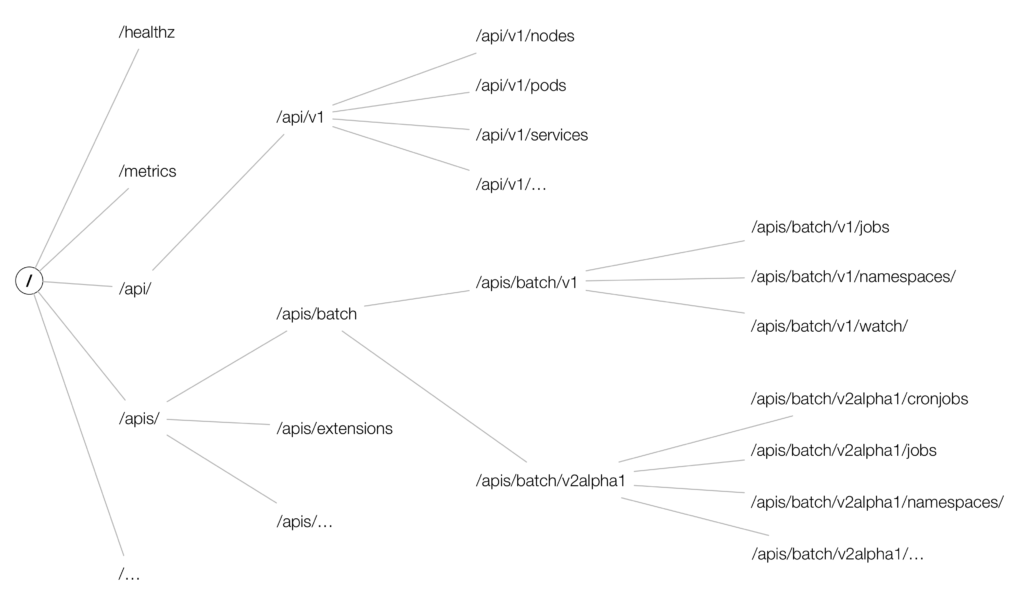 /healthz
/metrics
/
/api/
/apis/
/…
/api/v1
/apis/batch
/apis/extensions
/apis/…
/api/v1/nodes
/api/v1/pods
/api/v1/services
/api/v1/…
/apis/batch/v1
/apis/batch/v2alpha1
/apis/batch/v1/jobs
/apis/batch/v1/namespaces/
/apis/batch/v1/watch/
/apis/batch/v2alpha1/cronjobs
/apis/batch/v2alpha1/jobs
/apis/batch/v2alpha1/namespaces/
/apis/batch/v2alpha1/…